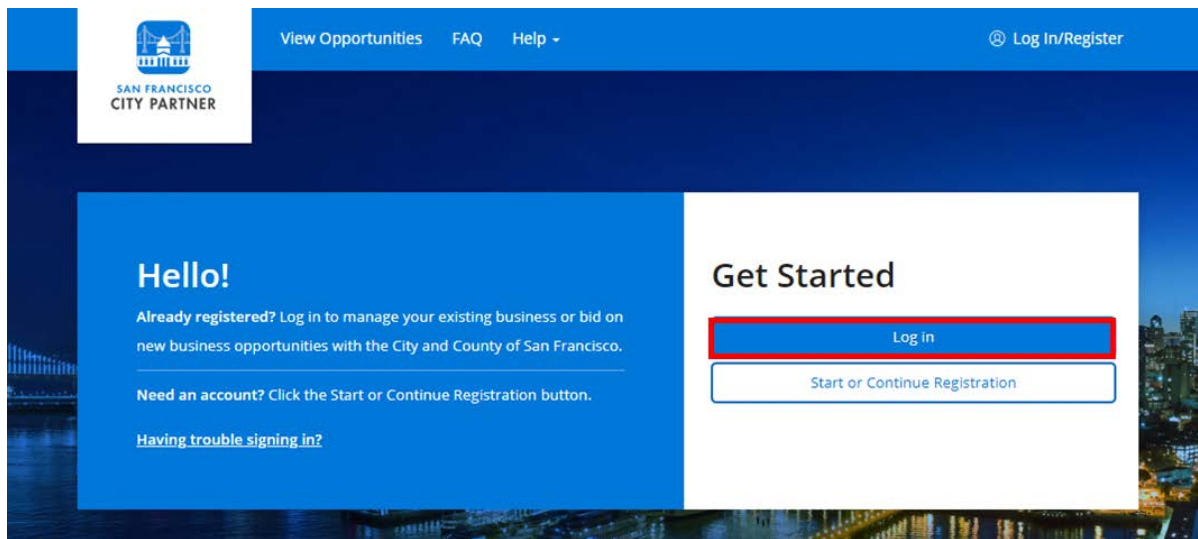 View Opportunities FAQ Help
Log In/Register
SAN FRANCISCO
CITY PARTNER
Hello!
Already registered? Log in to manage your existing business or bid on
new business opportunities with the City and County of San Francisco.
Need an account? Click the Start or Continue Registration button.
Having trouble signing in?
Get Started
Log in
Start or Continue Registration